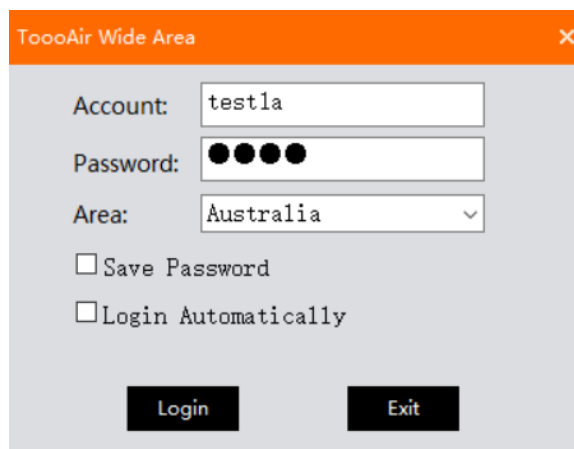 ToooAir Wide Area
Account: test1a
Password: ●●●●
Area: Australia
Save Password
Login Automatically
Login Exit